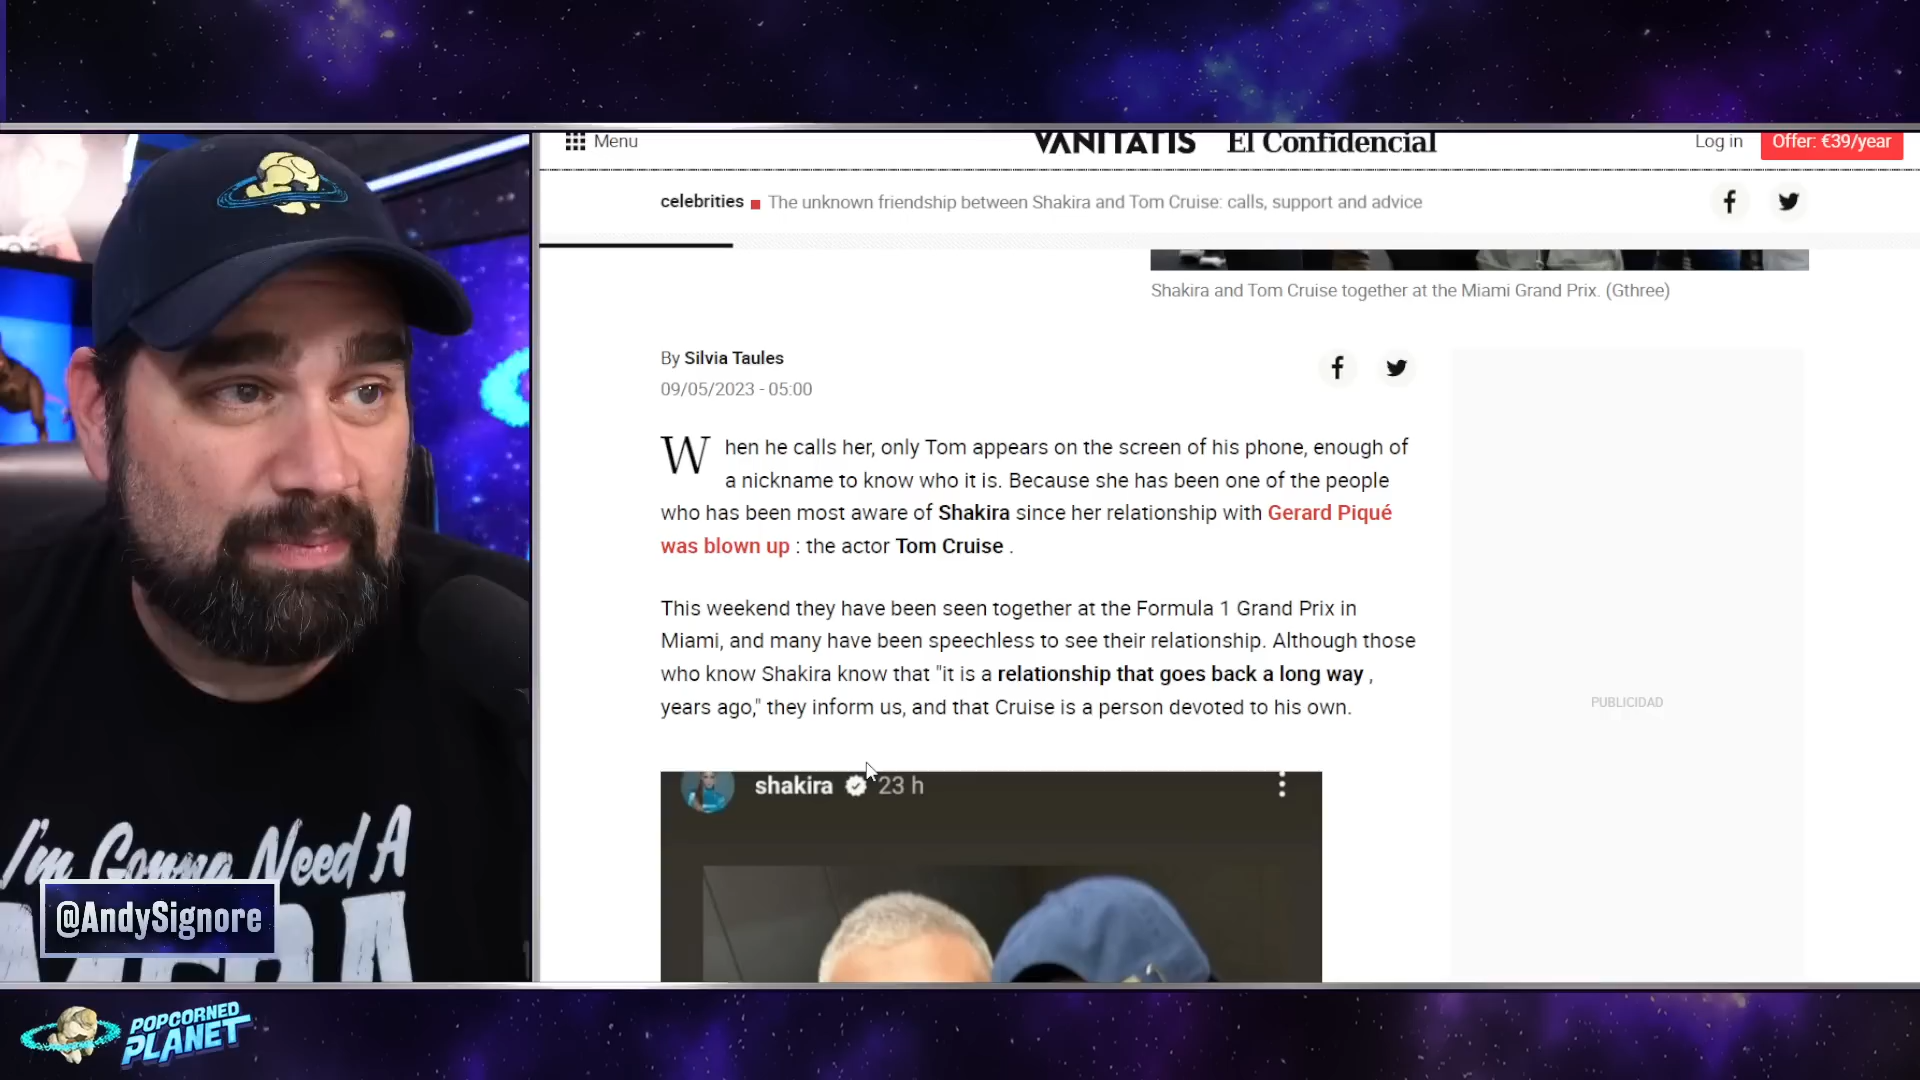 Menu
VANITATIS El Confidencial
Log in
Offer: €39/year
celebrities The unknown friendship between Shakira and Tom Cruise: calls, support and advice
Shakira and Tom Cruise together at the Miami Grand Prix. (Gthree)
By Silvia Taules
09/05/2023 - 05:00
When he calls her, only Tom appears on the screen of his phone, enough of
a nickname to know who it is. Because she has been one of the people
who has been most aware of Shakira since her relationship with Gerard Piqué
was blown up : the actor Tom Cruise .
This weekend they have been seen together at the Formula 1 Grand Prix in
Miami, and many have been speechless to see their relationship. Although those
who know Shakira know that "it is a relationship that goes back a long way ,
years ago," they inform us, and that Cruise is a person devoted to his own.
PUBLICIDAD
shakira 23 h
I'm Gonna Need A
@AndySignore
POPCORNED
PLANET